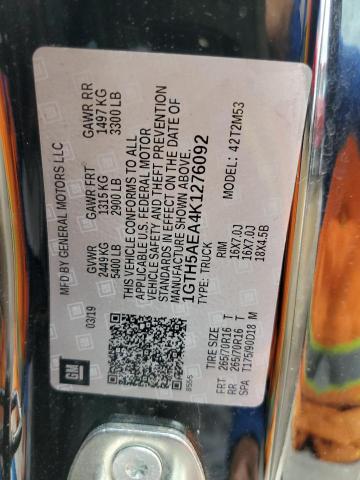 GM
MFD BY GENERAL MOTORS LLC
03/19
GVWR GAWR FRT GAWR RR
2449 KG 1315 KG 1497 KG
5400 LB 2900 LB 3300 LB
THIS VEHICLE CONFORMS TO ALL
APPLICABLE U.S. FEDERAL MOTOR
VEHICLE SAFETY AND THEFT PREVENTION
STANDARDS IN EFFECT ON THE DATE OF
MANUFACTURE SHOWN ABOVE.
1GTH5AEA4K1276092
TYPE: TRUCK MODEL: 42T2M53
8555
TIRE SIZE RIM
FRT 265/70R16 T 16X7.0J
RR 265/70R16 T 16X7.0J
SPA T175/90D18 M 18X4.5B